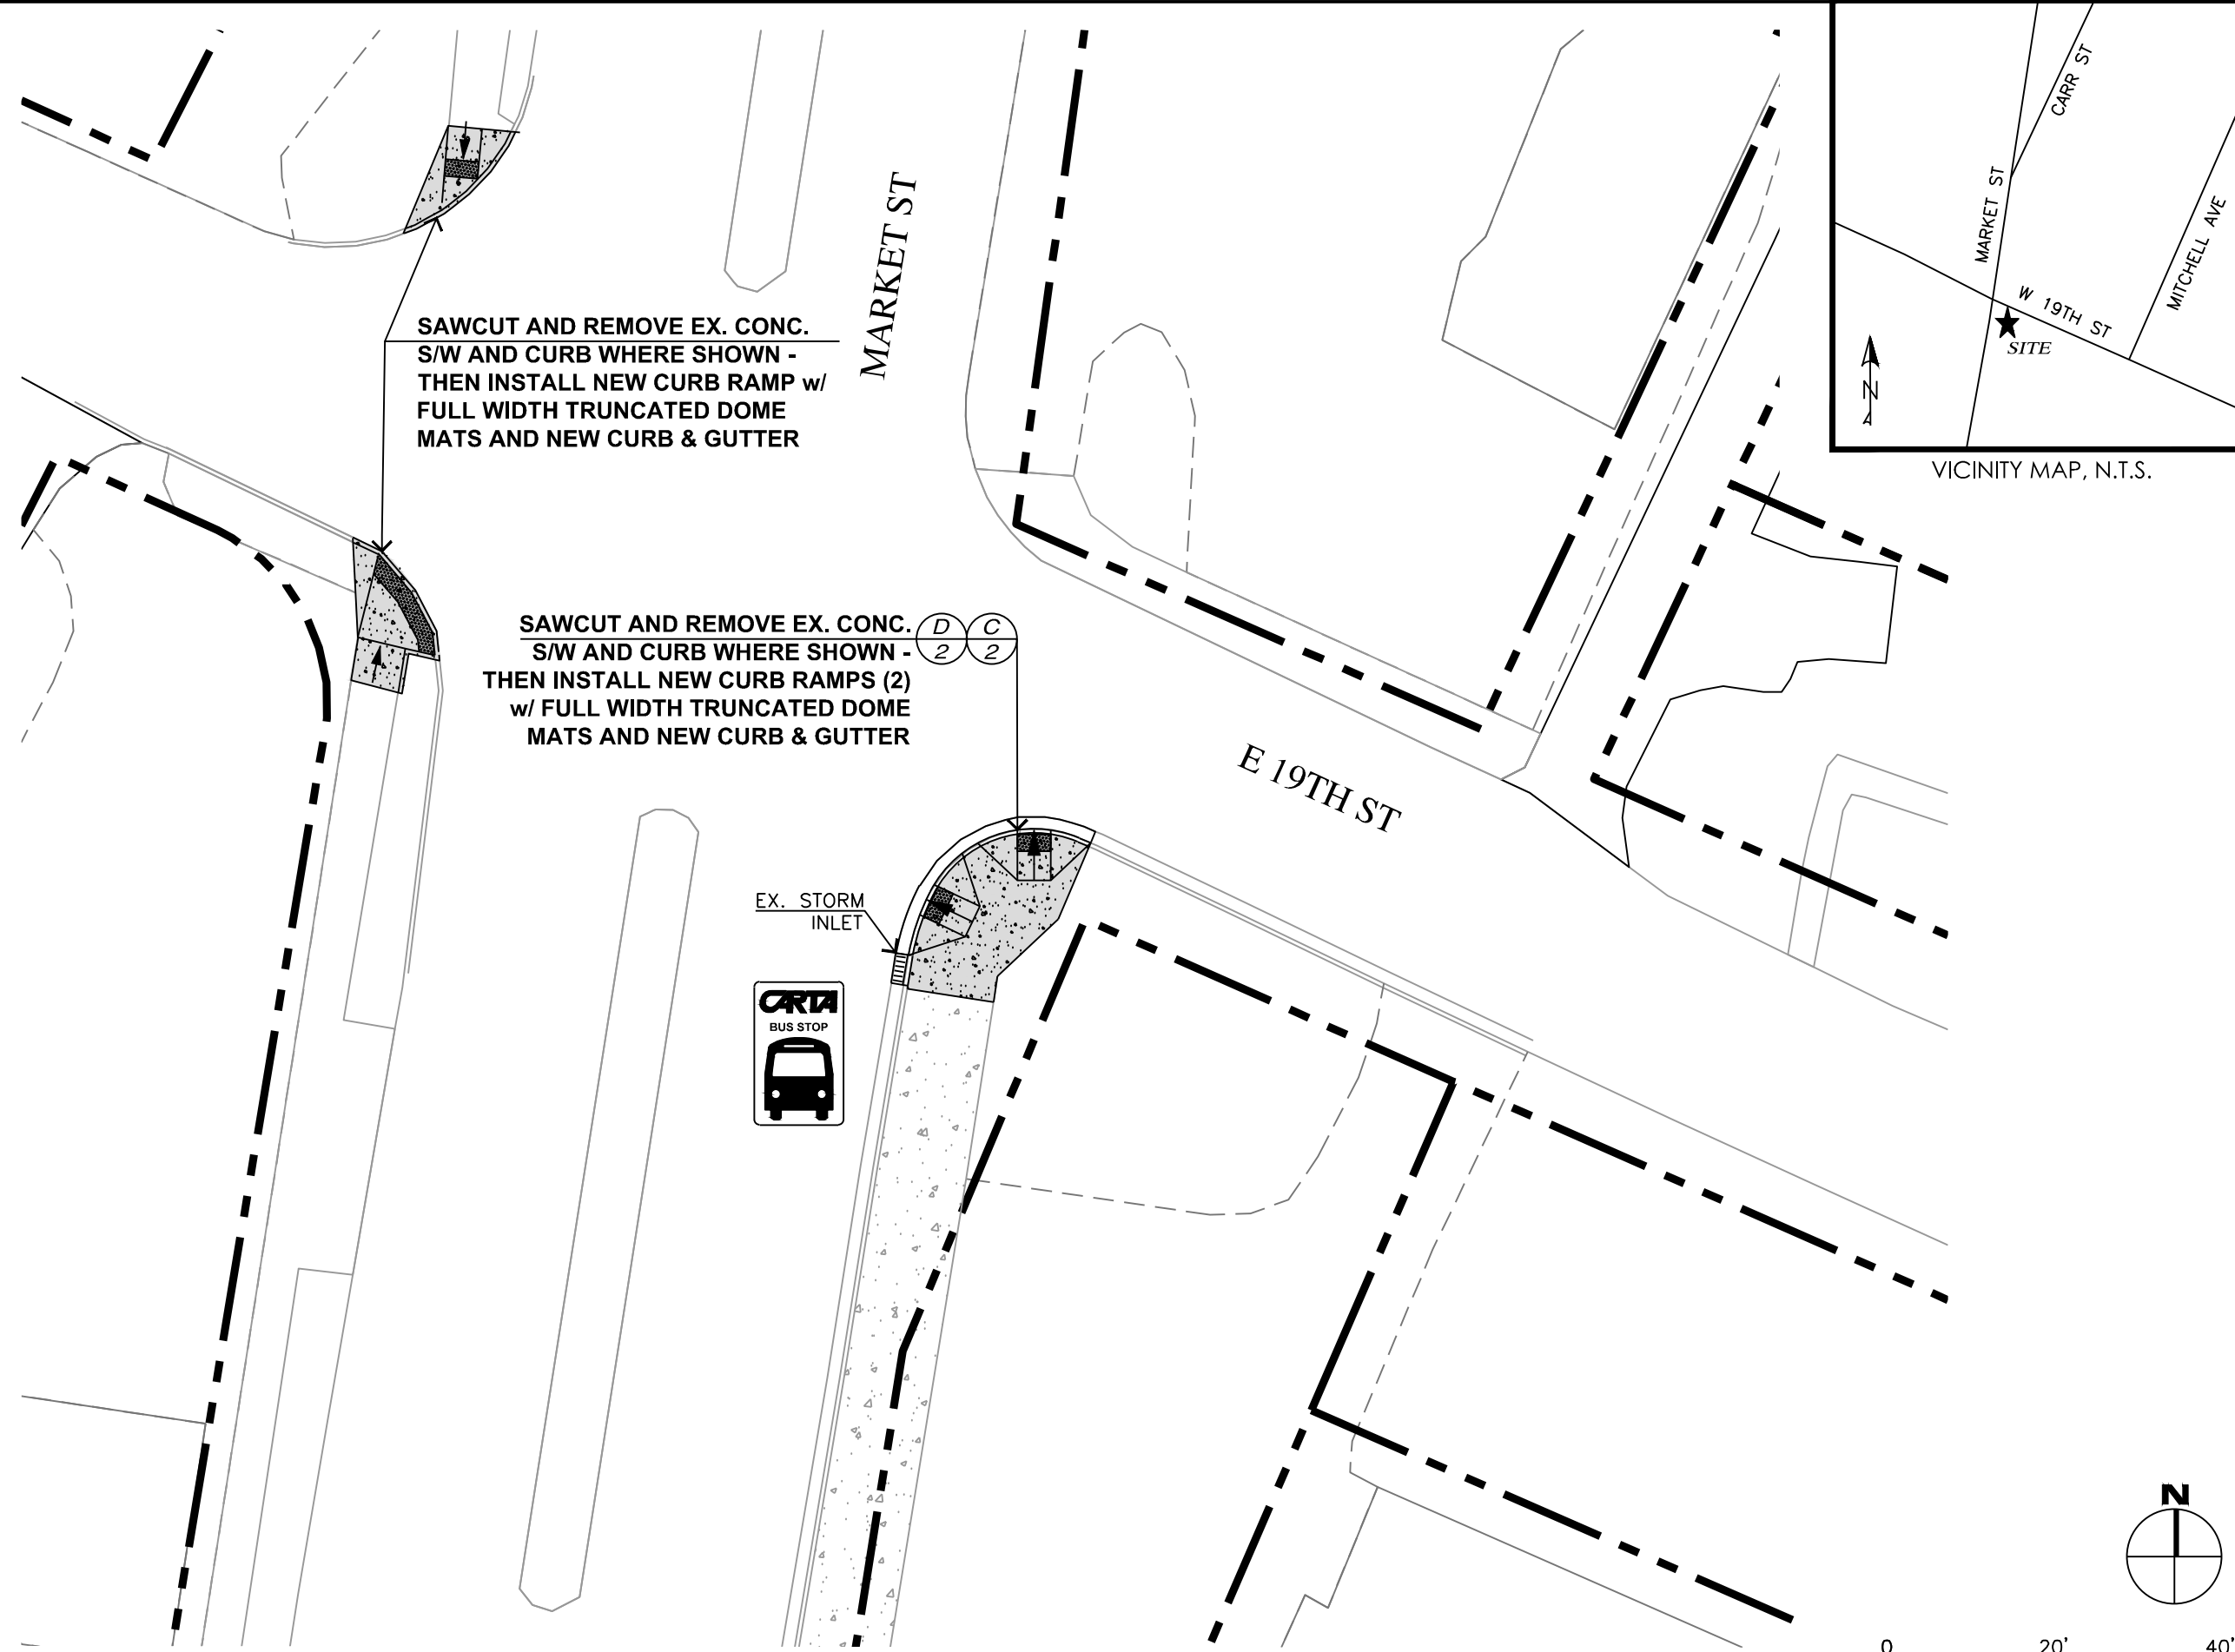 CARR ST
MARKET ST
MITCHELL AVE
W 19TH ST
SITE
N
VICINITY MAP, N.T.S.
MARKET ST
SAWCUT AND REMOVE EX. CONC.
S/W AND CURB WHERE SHOWN -
THEN INSTALL NEW CURB RAMP w/
FULL WIDTH TRUNCATED DOME
MATS AND NEW CURB & GUTTER
SAWCUT AND REMOVE EX. CONC.
S/W AND CURB WHERE SHOWN -
THEN INSTALL NEW CURB RAMPS (2)
w/ FULL WIDTH TRUNCATED DOME
MATS AND NEW CURB & GUTTER
D C
2 2
E 19TH ST
EX. STORM
INLET
CARTA
BUS STOP
N
0 20' 40'